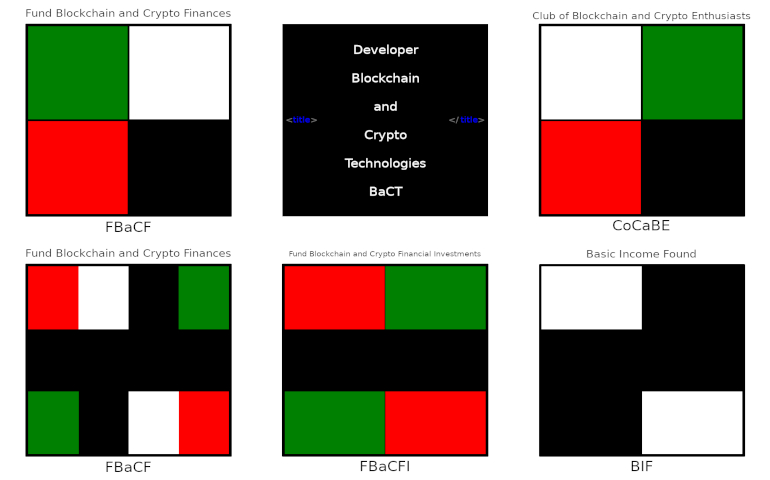 Fund Blockchain and Crypto Finances
Club of Blockchain and Crypto Enthusiasts
Developer
Blockchain
and
Crypto
<title> </title>
Technologies
BaCT
FBaCF
CoCaBE
Fund Blockchain and Crypto Finances
Fund Blockchain and Crypto Financial Investments
Basic Income Found
FBaCF
FBaCFI
BIF